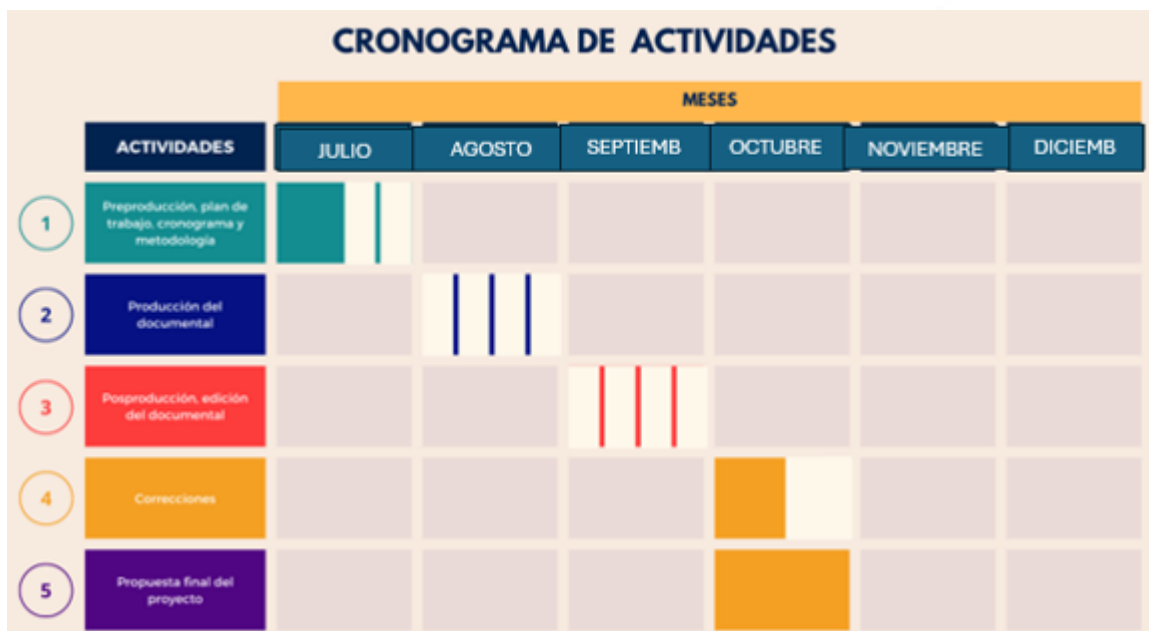 CRONOGRAMA DE ACTIVIDADES
MESES
ACTIVIDADES
JULIO
AGOSTO
SEPTIEMB
OCTUBRE
NOVIEMBRE
DICIEMB
1
Preproducción, plan de
trabajo, cronograma y
metodología
2
Producción del
documental
3
Posproducción, edición
del documental
4
Correcciones
5
Propuesta final del
proyecto